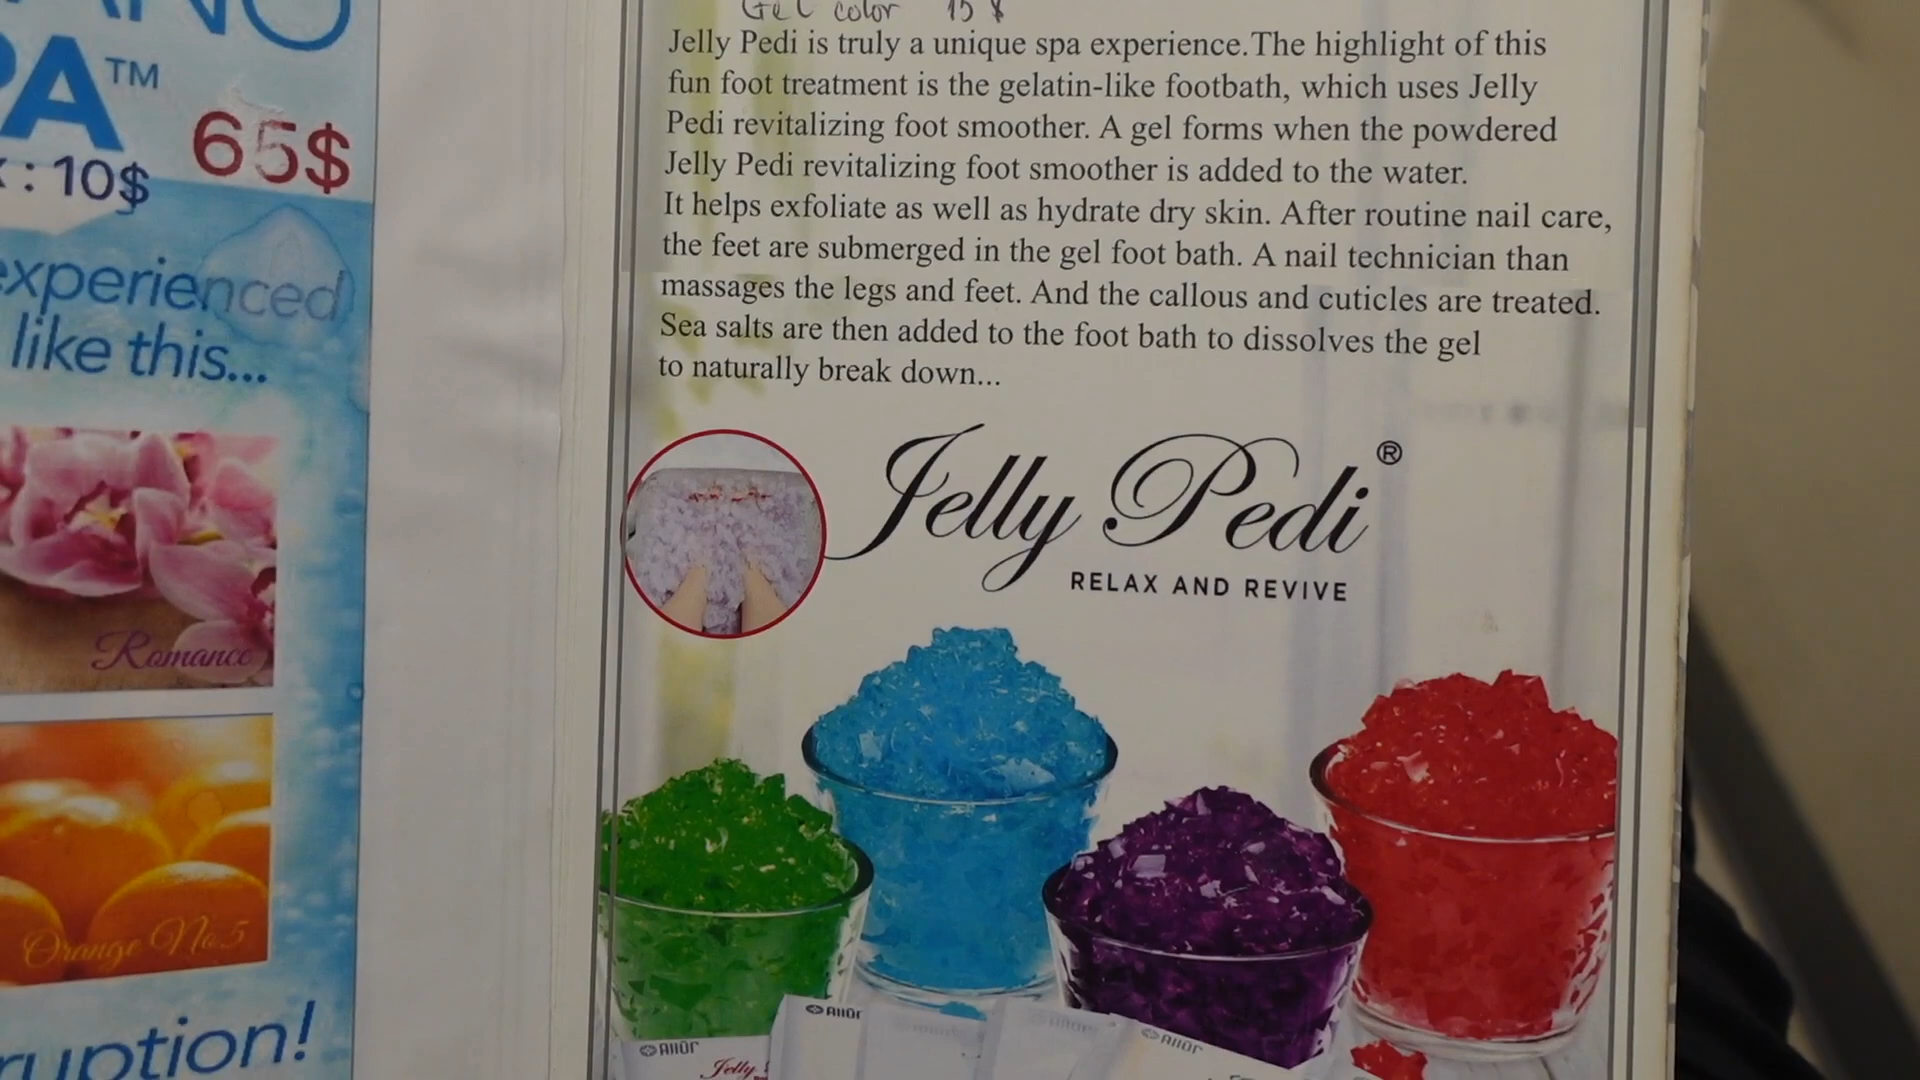 PA™
65$
: 10$
experienced
like this...
Romance
Orange No.5
ruption!
Gel color 15 $
Jelly Pedi is truly a unique spa experience.The highlight of this
fun foot treatment is the gelatin-like footbath, which uses Jelly
Pedi revitalizing foot smoother. A gel forms when the powdered
Jelly Pedi revitalizing foot smoother is added to the water.
It helps exfoliate as well as hydrate dry skin. After routine nail care,
the feet are submerged in the gel foot bath. A nail technician than
massages the legs and feet. And the callous and cuticles are treated.
Sea salts are then added to the foot bath to dissolves the gel
to naturally break down...
Jelly Pedi®
RELAX AND REVIVE
Allür
Allür
Allür
Jelly